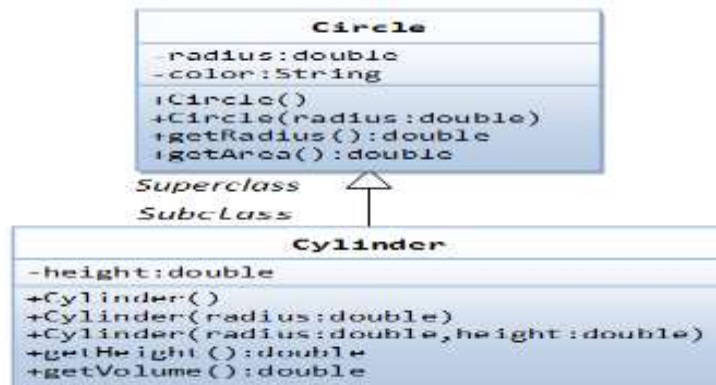 Circle
-radius:double
-color:String
+Circle()
+Circle(radius:double)
+getRadius():double
+getArea():double
Superclass
Subclass
Cylinder
-height:double
+Cylinder()
+Cylinder(radius:double)
+Cylinder(radius:double,height:double)
+getHeight():double
+getVolume():double